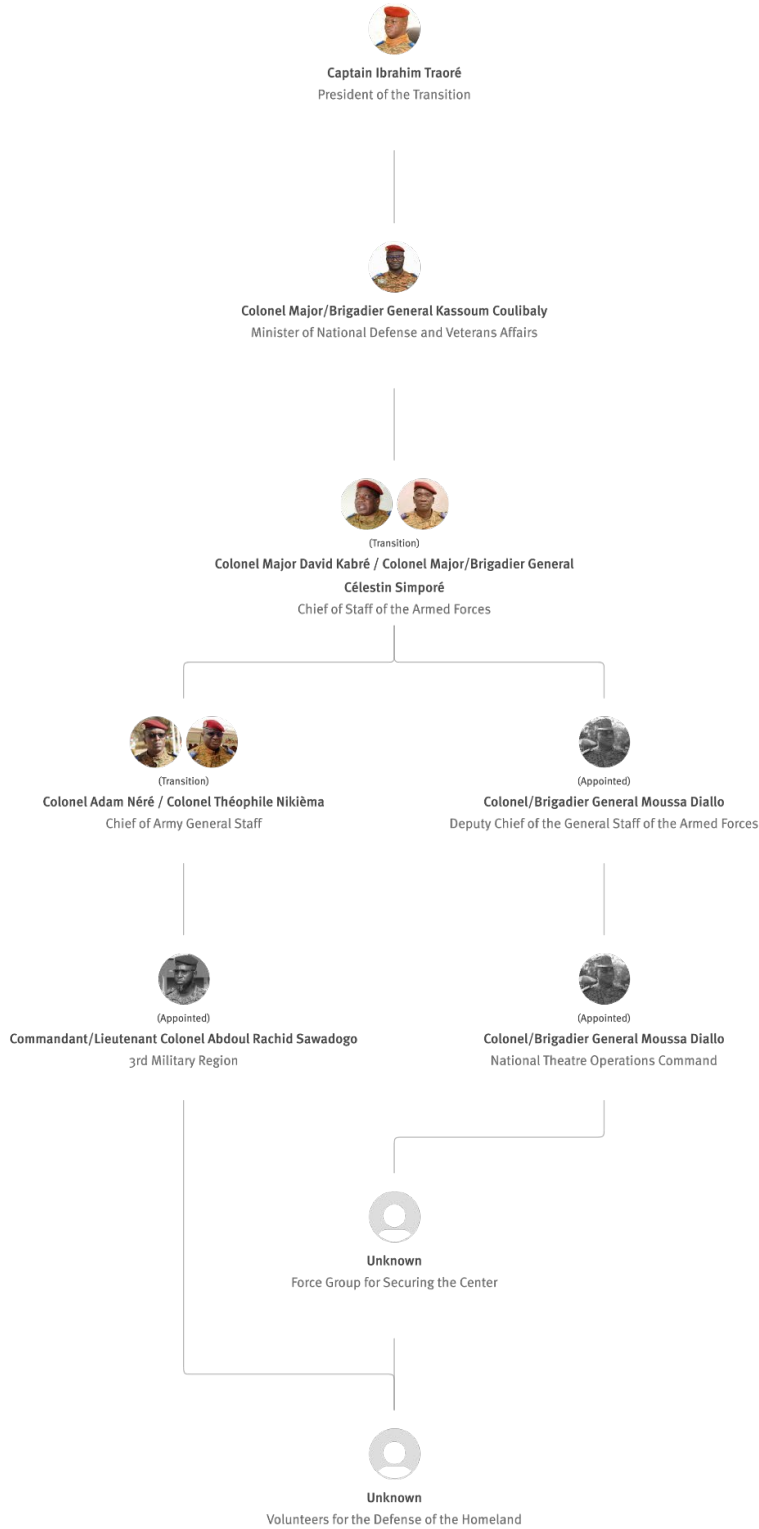 Captain Ibrahim Traoré
President of the Transition
Colonel Major/Brigadier General Kassoum Coulibaly
Minister of National Defense and Veterans Affairs
(Transition)
Colonel Major David Kabré / Colonel Major/Brigadier General
Célestin Simporé
Chief of Staff of the Armed Forces
(Transition)
Colonel Adam Néré / Colonel Théophile Nikièma
Chief of Army General Staff
(Appointed)
Colonel/Brigadier General Moussa Diallo
Deputy Chief of the General Staff of the Armed Forces
(Appointed)
Commandant/Lieutenant Colonel Abdoul Rachid Sawadogo
3rd Military Region
(Appointed)
Colonel/Brigadier General Moussa Diallo
National Theatre Operations Command
Unknown
Force Group for Securing the Center
Unknown
Volunteers for the Defense of the Homeland